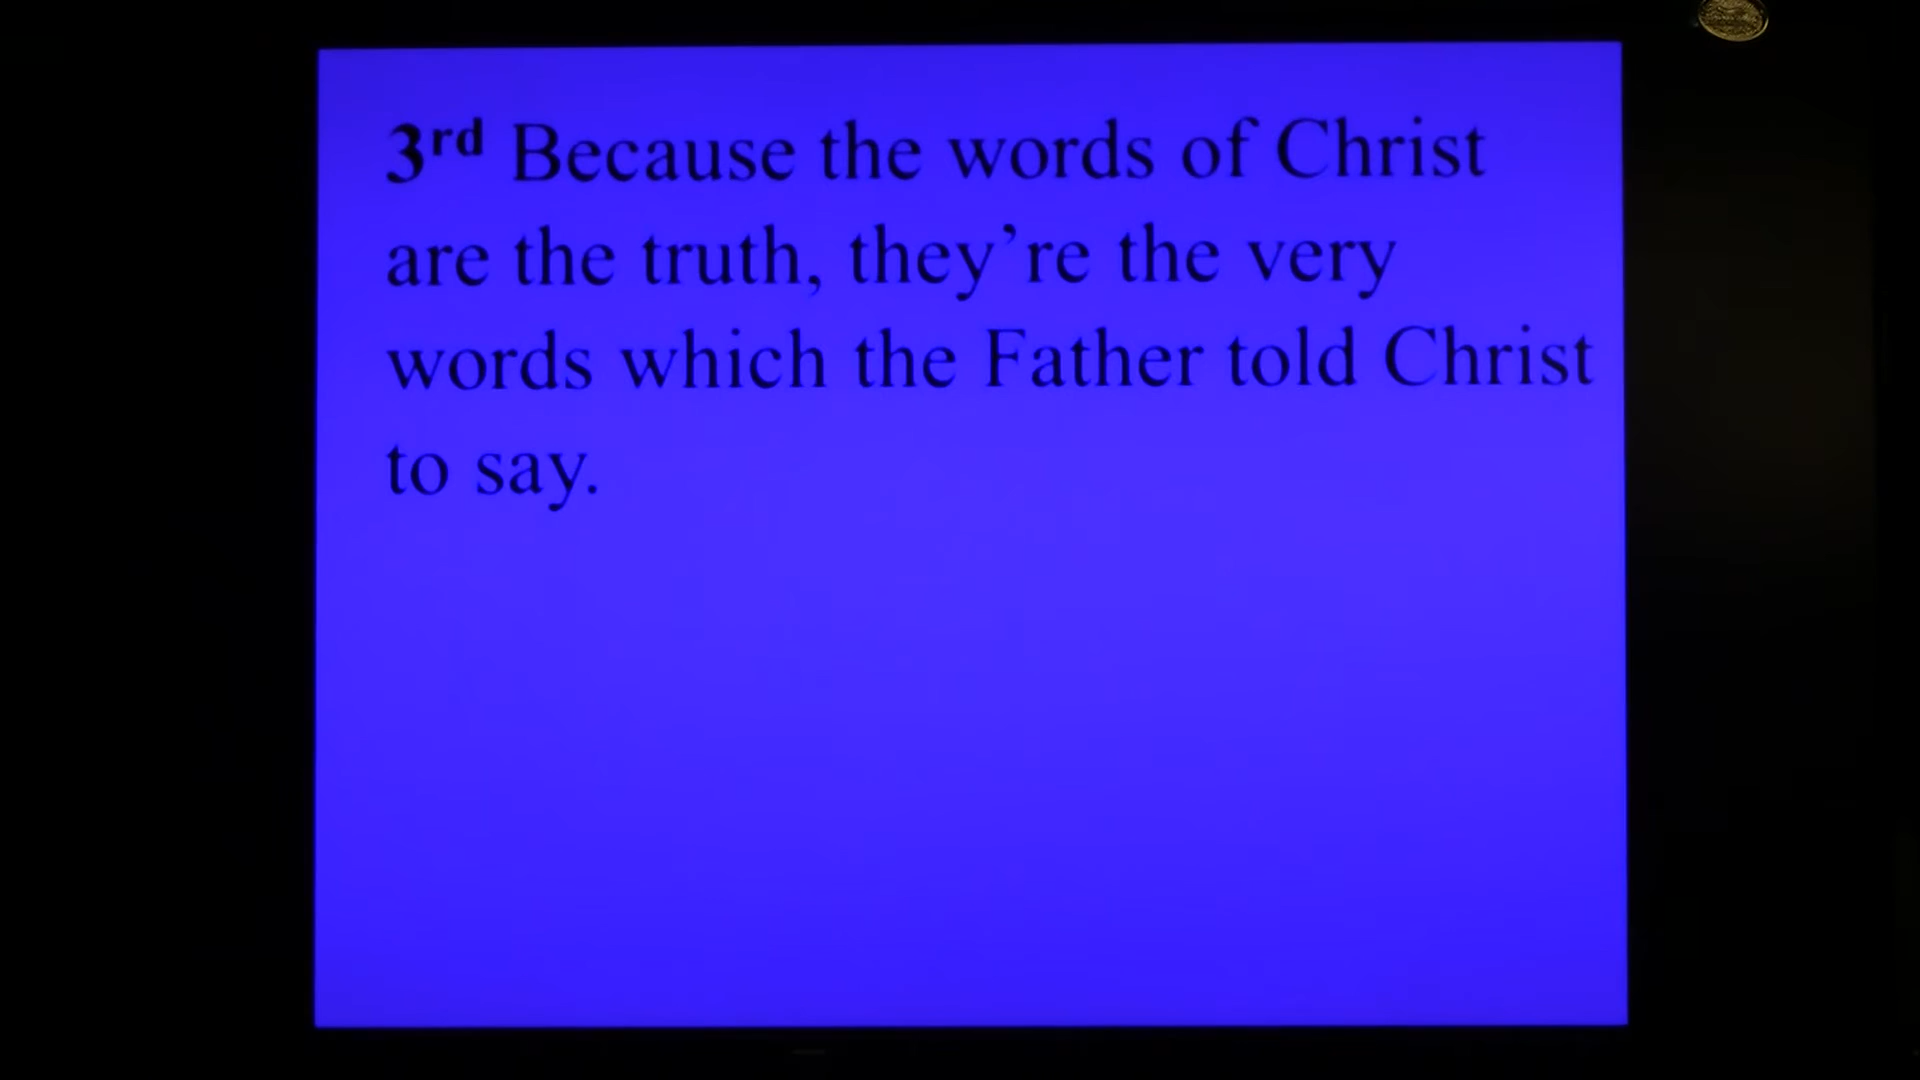 3rd Because the words of Christ
are the truth, they’re the very
words which the Father told Christ
to say.